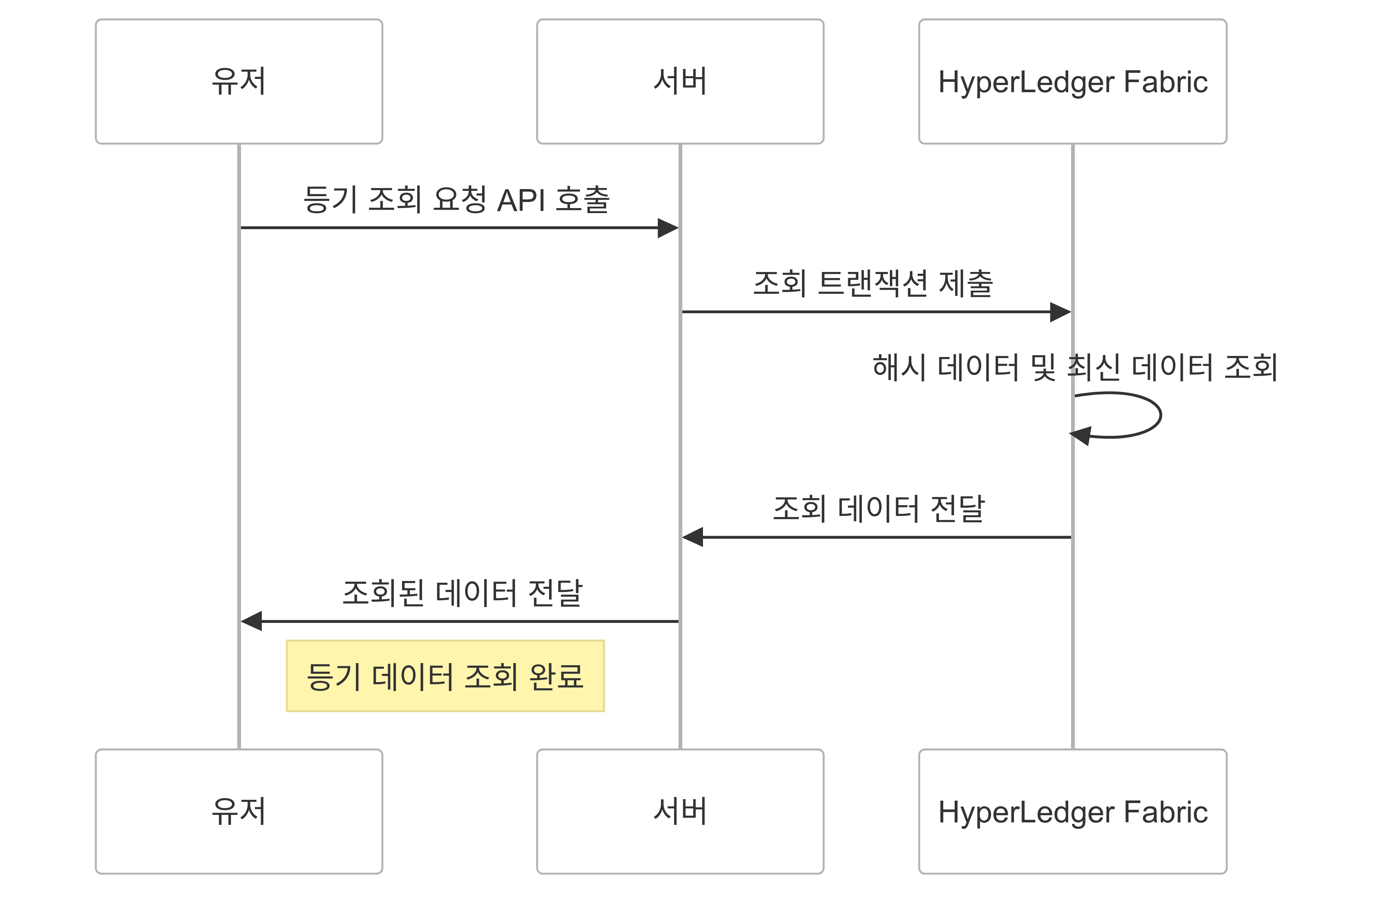 유저
서버
HyperLedger Fabric
등기 조회 요청 API 호출
조회 트랜잭션 제출
해시 데이터 및 최신 데이터 조회
조회 데이터 전달
조회된 데이터 전달
등기 데이터 조회 완료
유저
서버
HyperLedger Fabric